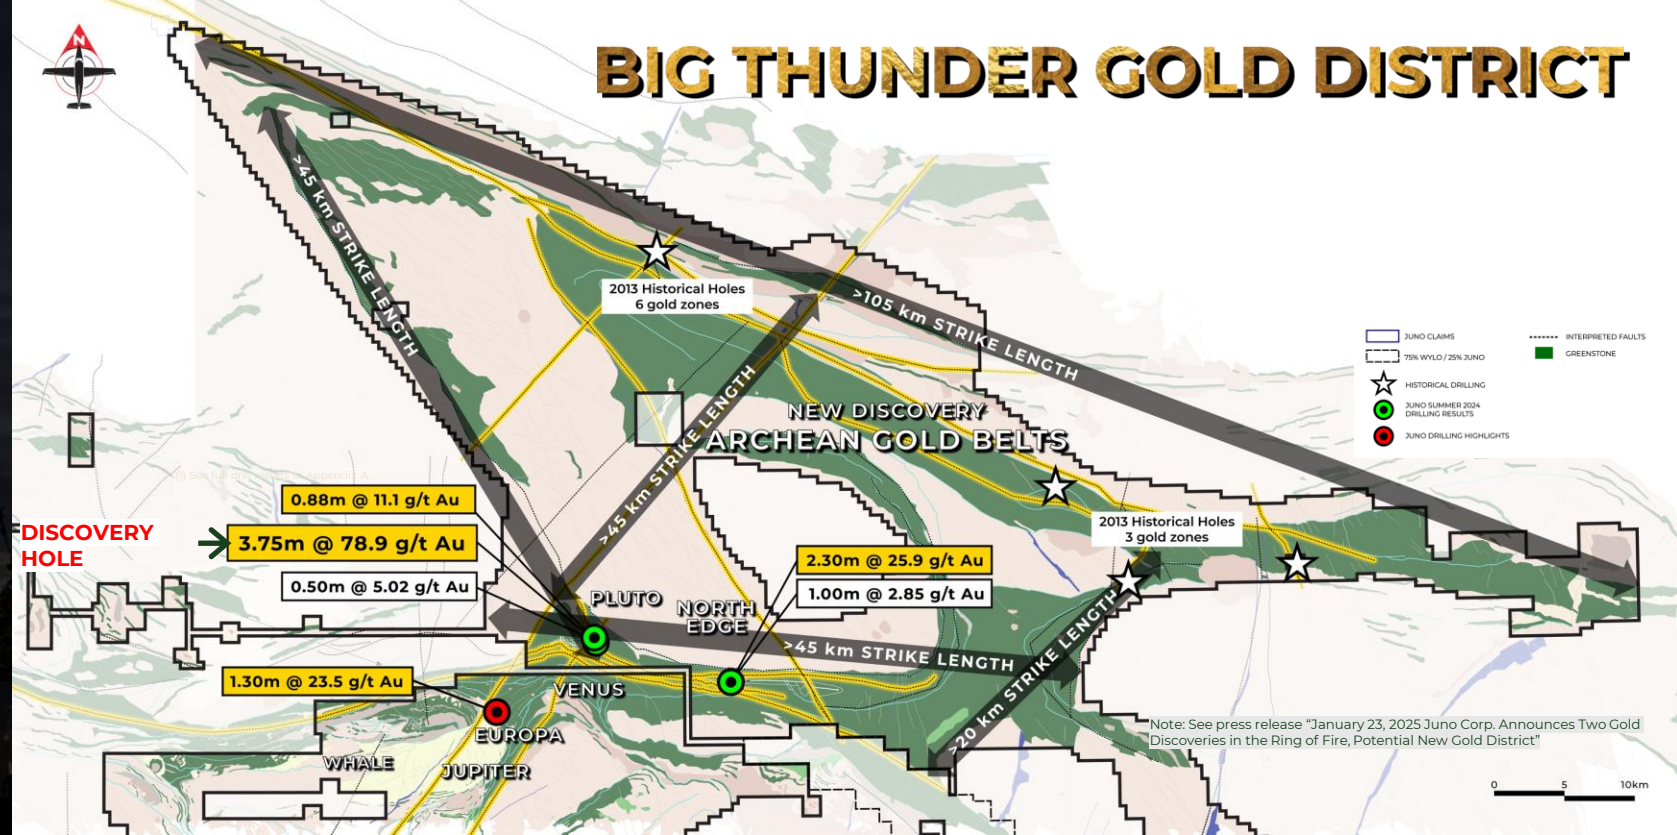 N
BIG THUNDER GOLD DISTRICT
>45 km STRIKE LENGTH
>105 km STRIKE LENGTH
2013 Historical Holes
6 gold zones
JUNO CLAIMS
75% WYLO / 25% JUNO
HISTORICAL DRILLING
JUNO SUMMER 2024
DRILLING RESULTS
JUNO DRILLING HIGHLIGHTS
INTERPRETED FAULTS
GREENSTONE
>45 km STRIKE LENGTH
NEW DISCOVERY
ARCHEAN GOLD BELTS
(1) See full drill
Appendix A
0.88m @ 11.1 g/t Au
DISCOVERY
HOLE
3.75m @ 78.9 g/t Au
0.50m @ 5.02 g/t Au
2013 Historical Holes
3 gold zones
2.30m @ 25.9 g/t Au
1.00m @ 2.85 g/t Au
PLUTO
NORTH
EDGE
>45 km STRIKE LENGTH
>20 km STRIKE LENGTH
1.30m @ 23.5 g/t Au
VENUS
EUROPA
WHALE
JUPITER
Note: See press release “January 23, 2025 Juno Corp. Announces Two Gold
Discoveries in the Ring of Fire, Potential New Gold District”
0 5 10km